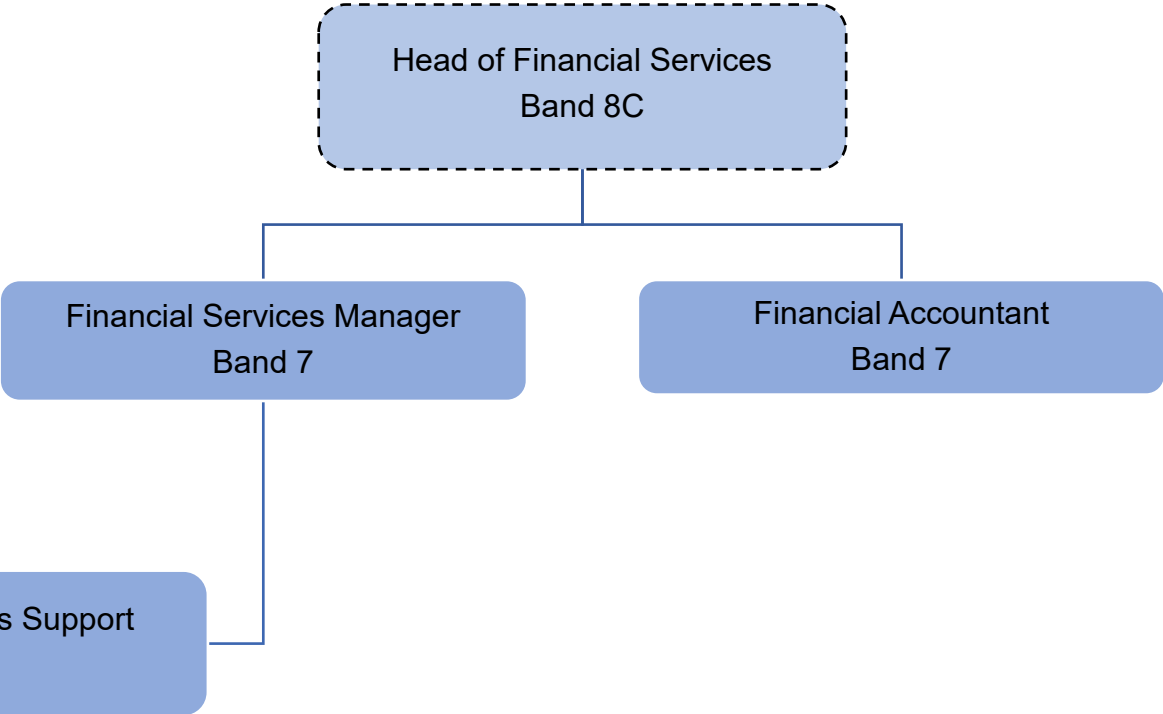 Head of Financial Services
Band 8C
Financial Services Manager
Band 7
Financial Accountant
Band 7
s Support